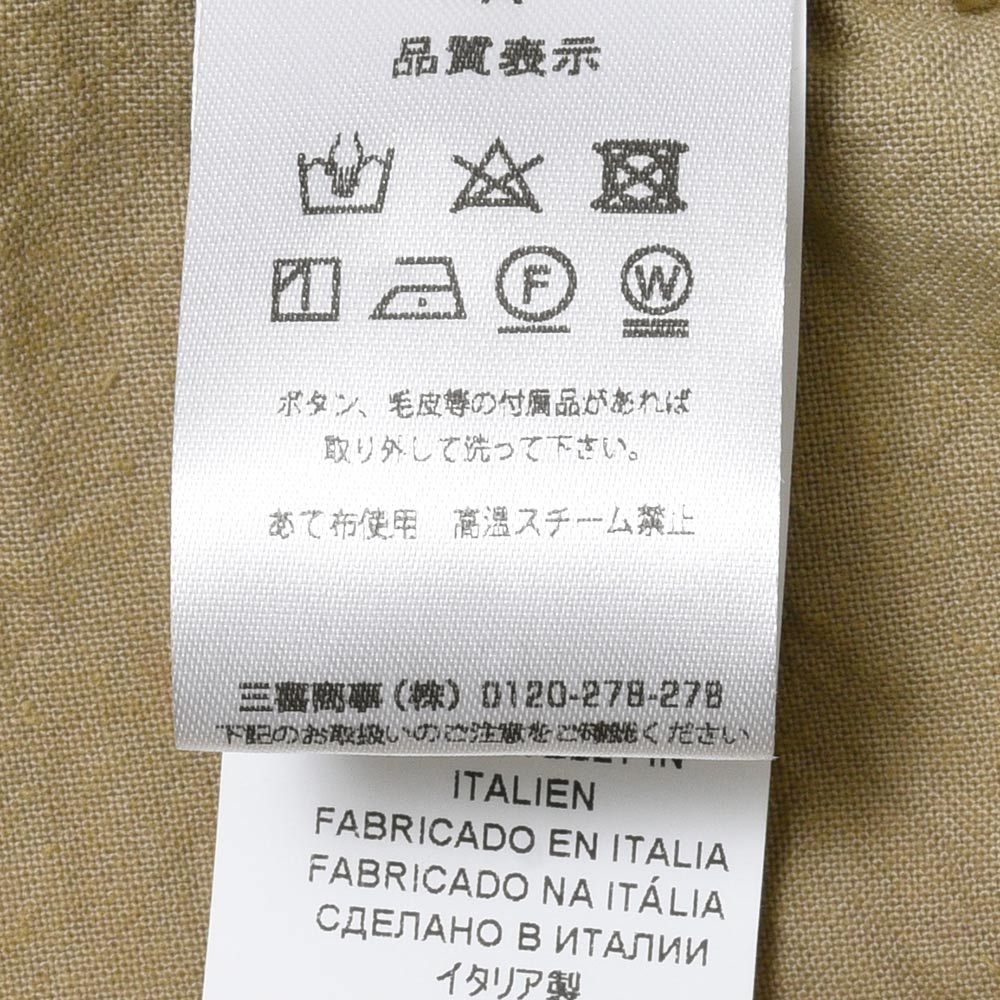 品質表示
F W
ボタン、毛皮等の付属品があれば
取り外して洗って下さい。
あて布使用 高温スチーム禁止
三喜商事(株) 0120-278-278
下記のお取扱いのご注意をご確認ください
ITALIEN
FABRICADO EN ITALIA
FABRICADO NA ITÁLIA
СДЕЛАНО В ИТАЛИИ
イタリア製